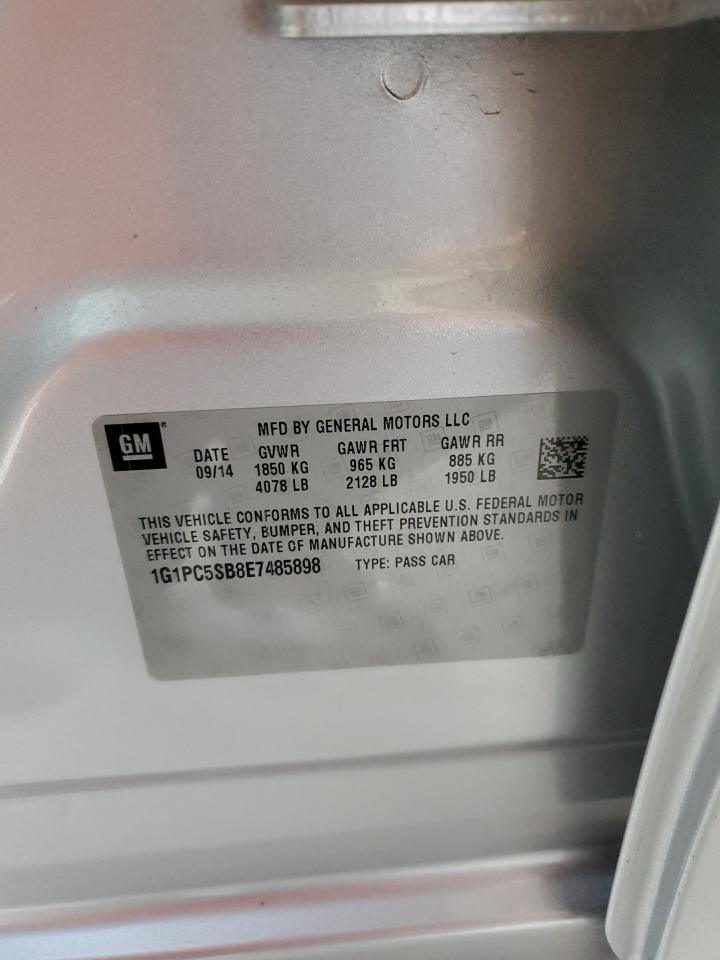 GM
MFD BY GENERAL MOTORS LLC
DATE GVWR GAWR FRT GAWR RR
09/14 1850 KG 965 KG 885 KG
4078 LB 2128 LB 1950 LB
THIS VEHICLE CONFORMS TO ALL APPLICABLE U.S. FEDERAL MOTOR
VEHICLE SAFETY, BUMPER, AND THEFT PREVENTION STANDARDS IN
EFFECT ON THE DATE OF MANUFACTURE SHOWN ABOVE.
1G1PC5SB8E7485898 TYPE: PASS CAR